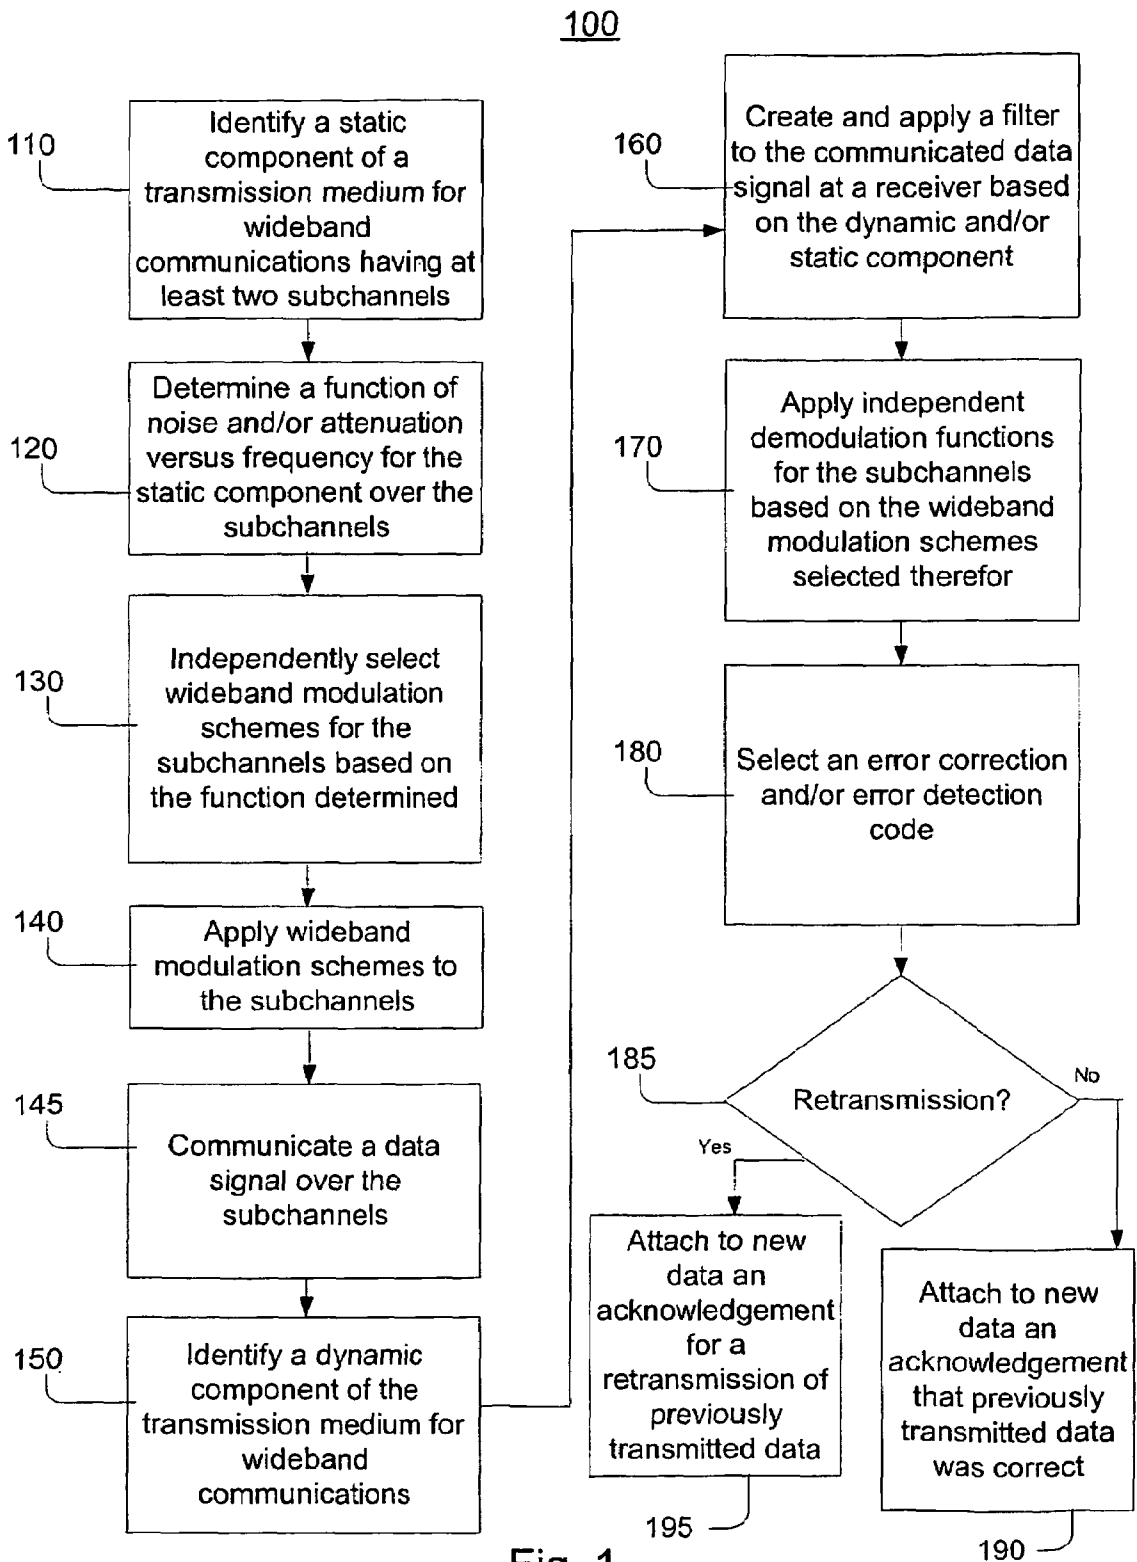 100
110
Identify a static
component of a
transmission medium for
wideband
communications having at
least two subchannels
120
Determine a function of
noise and/or attenuation
versus frequency for the
static component over the
subchannels
130
Independently select
wideband modulation
schemes for the
subchannels based on
the function determined
140
Apply wideband
modulation schemes to
the subchannels
145
Communicate a data
signal over the
subchannels
150
Identify a dynamic
component of the
transmission medium for
wideband
communications
160
Create and apply a filter
to the communicated data
signal at a receiver based
on the dynamic and/or
static component
170
Apply independent
demodulation functions
for the subchannels
based on the wideband
modulation schemes
selected therefor
180
Select an error correction
and/or error detection
code
185
Retransmission?
No
Yes
Attach to new
data an
acknowledgement
for a
retransmission of
previously
transmitted data
195
Attach to new
data an
acknowledgement
that previously
transmitted data
was correct
190
Fig. 1